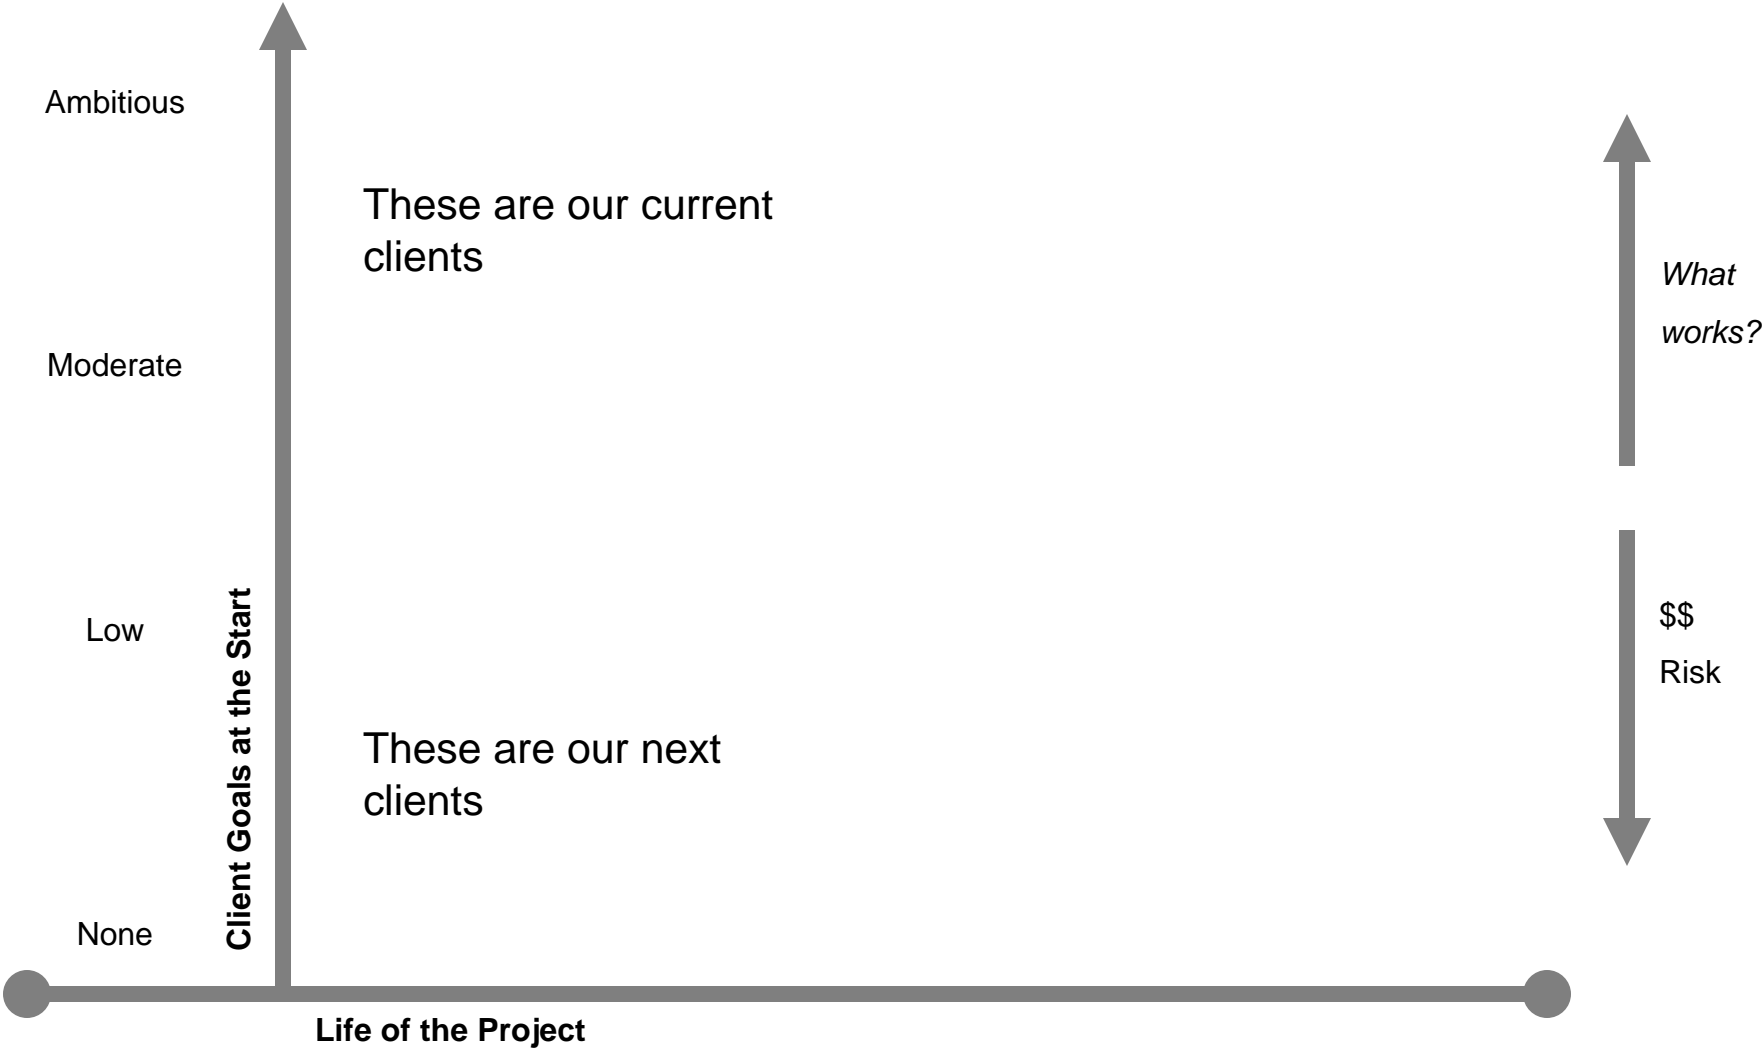 Ambitious
These are our current
clients
What
works?
Moderate
Low
$$
Risk
Client Goals at the Start
These are our next
clients
None
Life of the Project